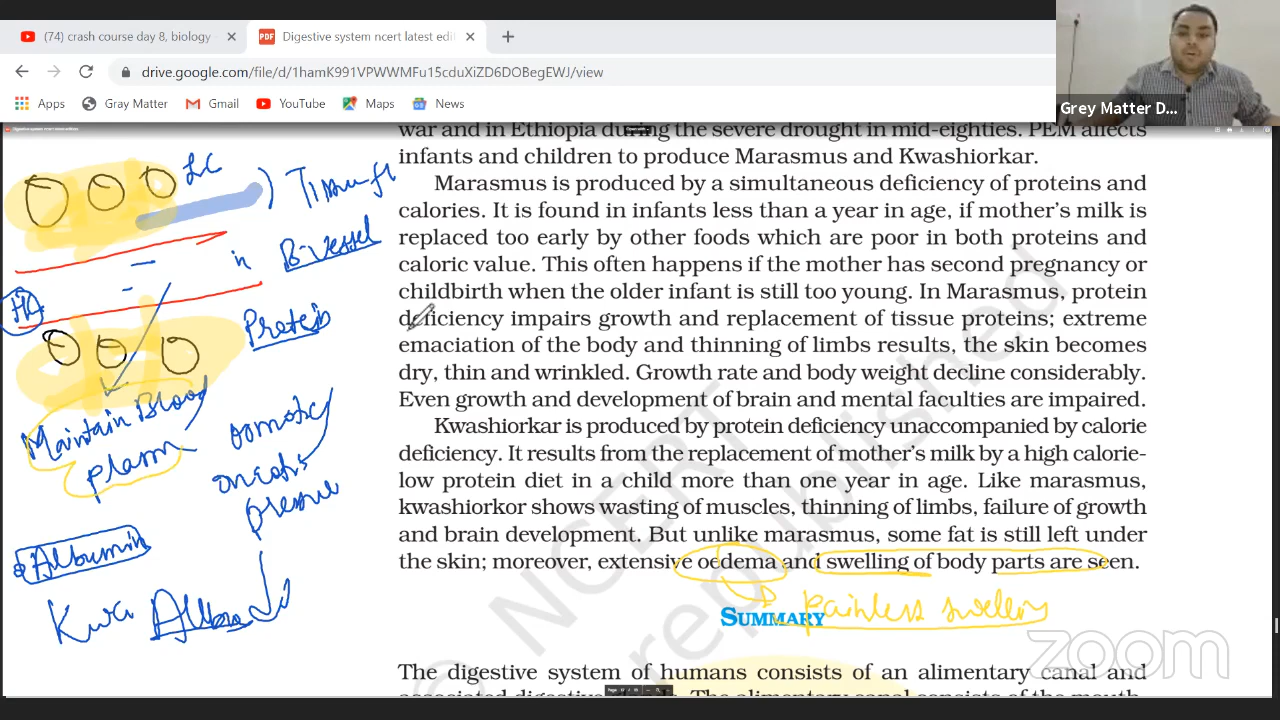 (74) crash course day 8, biology -
Digestive system ncert latest edi
drive.google.com/file/d/1hamK991VPWWMFu15cduXiZD6DOBegEWJ/view
Apps Gray Matter Gmail YouTube Maps News
Grey Matter D...
war and in Ethiopia during the severe drought in mid-eighties. PEM affects
infants and children to produce Marasmus and Kwashiorkar.
Marasmus is produced by a simultaneous deficiency of proteins and
calories. It is found in infants less than a year in age, if mother's milk is
replaced too early by other foods which are poor in both proteins and
caloric value. This often happens if the mother has second pregnancy or
childbirth when the older infant is still too young. In Marasmus, protein
deficiency impairs growth and replacement of tissue proteins; extreme
emaciation of the body and thinning of limbs results, the skin becomes
dry, thin and wrinkled. Growth rate and body weight decline considerably.
Even growth and development of brain and mental faculties are impaired.
Kwashiorkar is produced by protein deficiency unaccompanied by calorie
deficiency. It results from the replacement of mother's milk by a high calorie-
low protein diet in a child more than one year in age. Like marasmus,
kwashiorkor shows wasting of muscles, thinning of limbs, failure of growth
and brain development. But unlike marasmus, some fat is still left under
the skin; moreover, extensive oedema and swelling of body parts are seen.
painless swelling
SUMMARY
The digestive system of humans consists of an alimentary canal and
in B.vessel
Protein
Maintain Blood
plasm
osmotic
oncotic
pressure
Albumin
Kwa
© NCERT
republished
zoom